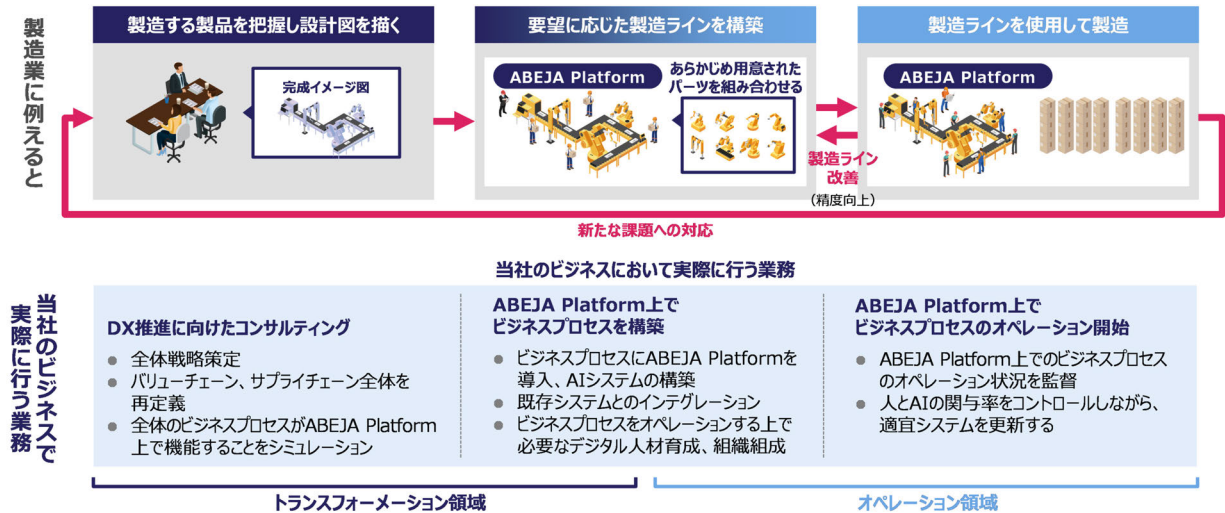 製造業に例えると
製造する製品を把握し設計図を描く
完成イメージ図
要望に応じた製造ラインを構築
ABEJA Platform
あらかじめ用意された
パーツを組み合わせる
製造ラインを使用して製造
ABEJA Platform
製造ライン
改善
（精度向上）
新たな課題への対応
当社のビジネスで
実際に行う業務
当社のビジネスにおいて実際に行う業務
DX推進に向けたコンサルティング
● 全体戦略策定
● バリューチェーン、サプライチェーン全体を
再定義
● 全体のビジネスプロセスがABEJA Platform
上で機能することをシミュレーション
ABEJA Platform上で
ビジネスプロセスを構築
● ビジネスプロセスにABEJA Platformを
導入、AIシステムの構築
● 既存システムとのインテグレーション
● ビジネスプロセスをオペレーションする上で
必要なデジタル人材育成、組織組成
ABEJA Platform上で
ビジネスプロセスのオペレーション開始
● ABEJA Platform上でのビジネスプロセス
のオペレーション状況を監督
● 人とAIの関与率をコントロールしながら、
適宜システムを更新する
トランスフォーメーション領域
オペレーション領域